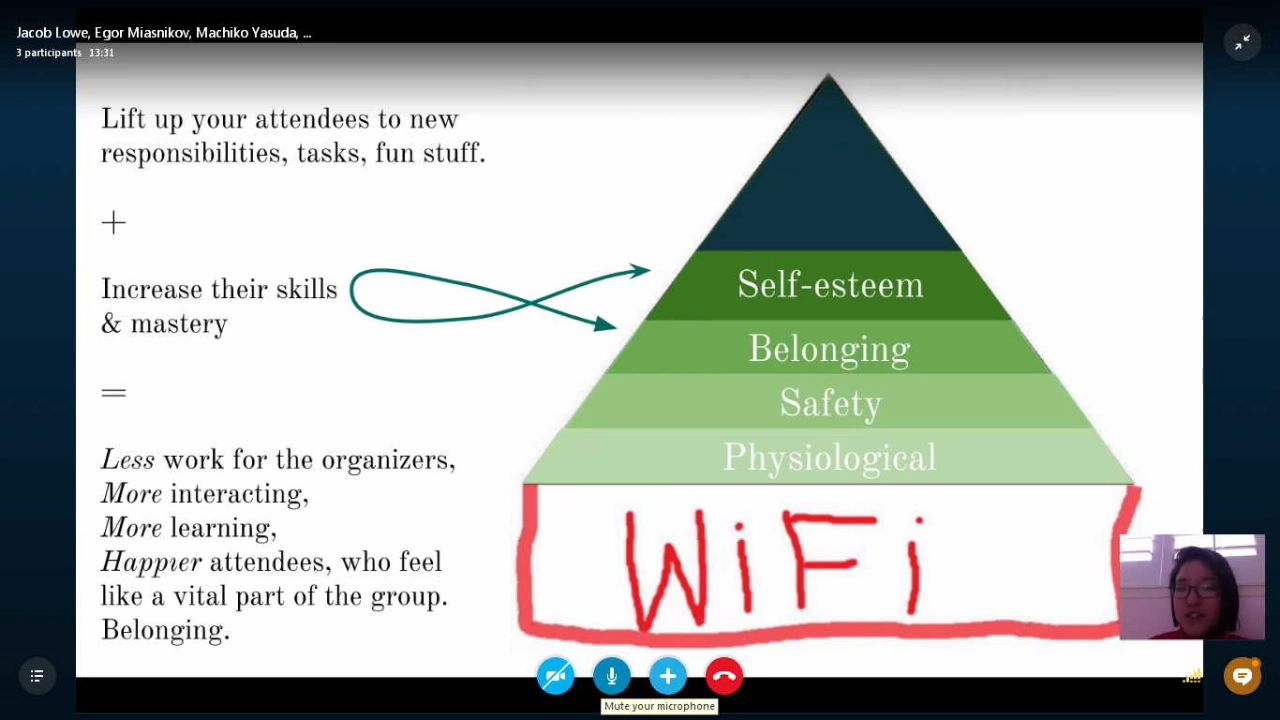 Jacob Lowe, Egor Miasnikov, Machiko Yasuda, ...
3 participants 13:31
Lift up your attendees to new
responsibilities, tasks, fun stuff.
+
Increase their skills
& mastery
=
Less work for the organizers,
More interacting,
More learning,
Happier attendees, who feel
like a vital part of the group.
Belonging.
Self-esteem
Belonging
Safety
Physiological
WiFi
Mute your microphone